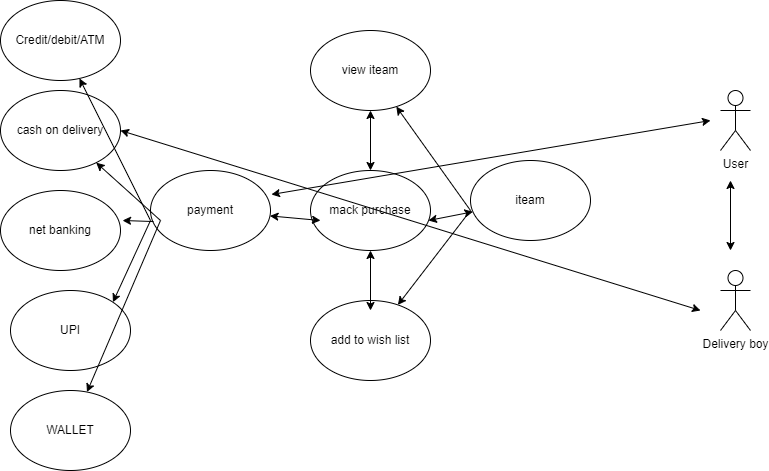 Credit/debit/ATM
view iteam
cash on delivery
User
iteam
payment
mack purchase
net banking
UPI
add to wish list
Delivery boy
WALLET